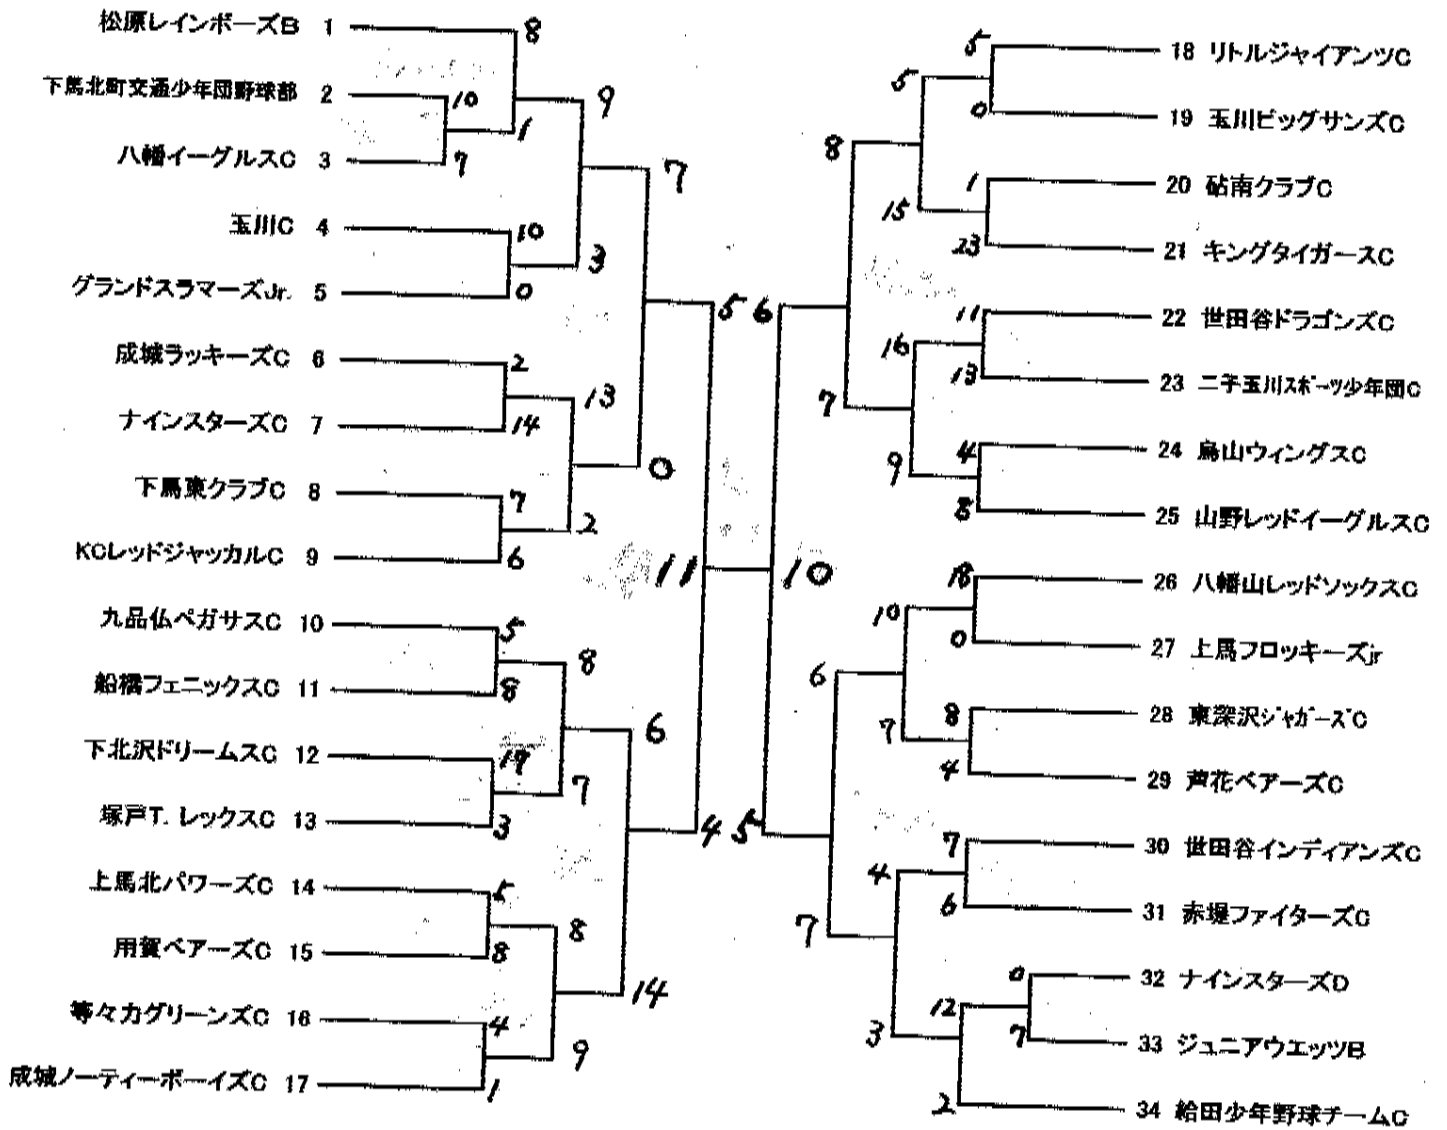 松原レインボーズB 1
8
下馬北町交通少年団野球部 2
10
9
1
八幡イーグルスC 3
7
7
玉川C 4
10
3
グランドスラマーズJr. 5
0
5
成城ラッキーズC 6
2
13
ナインスターズC 7
14
0
下馬東クラブC 8
7
2
KCレッドジャッカルC 9
6
11
九品仏ペガサスC 10
5
8
船橋フェニックスC 11
8
6
下北沢ドリームスC 12
17
7
塚戸T.レックスC 13
3
4
上馬北パワーズC 14
5
8
用賀ベアーズC 15
8
14
等々力グリーンズC 16
4
9
成城ノーティーボーイズC 17
1
5
18 リトルジャイアンツC
5
0
19 玉川ビッグサンズC
8
1
20 砧南クラブC
15
23
21 キングタイガースC
6
11
22 世田谷ドラゴンズC
16
13
23 二子玉川スポーツ少年団C
7
4
24 烏山ウィングスC
9
8
25 山野レッドイーグルスC
10
18
26 八幡山レッドソックスC
10
0
27 上馬フロッキーズjr
6
8
28 東深沢ジャガーズC
7
4
29 芦花ベアーズC
5
7
30 世田谷インディアンズC
4
6
31 赤堤ファイターズC
7
0
32 ナインスターズD
12
7
33 ジュニアウエッツB
3
2
34 給田少年野球チームC